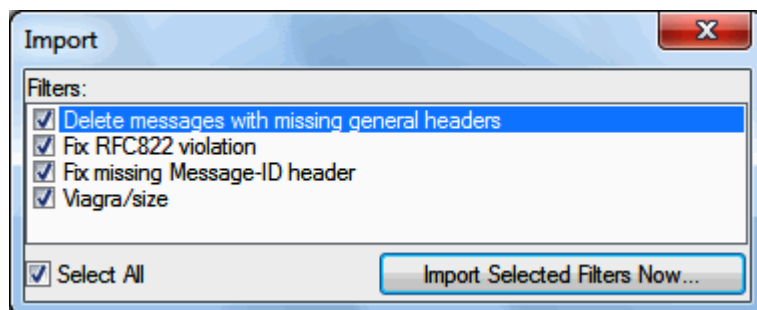 Import
Filters:
Delete messages with missing general headers
Fix RFC822 violation
Fix missing Message-ID header
Viagra/size
Select All
Import Selected Filters Now...